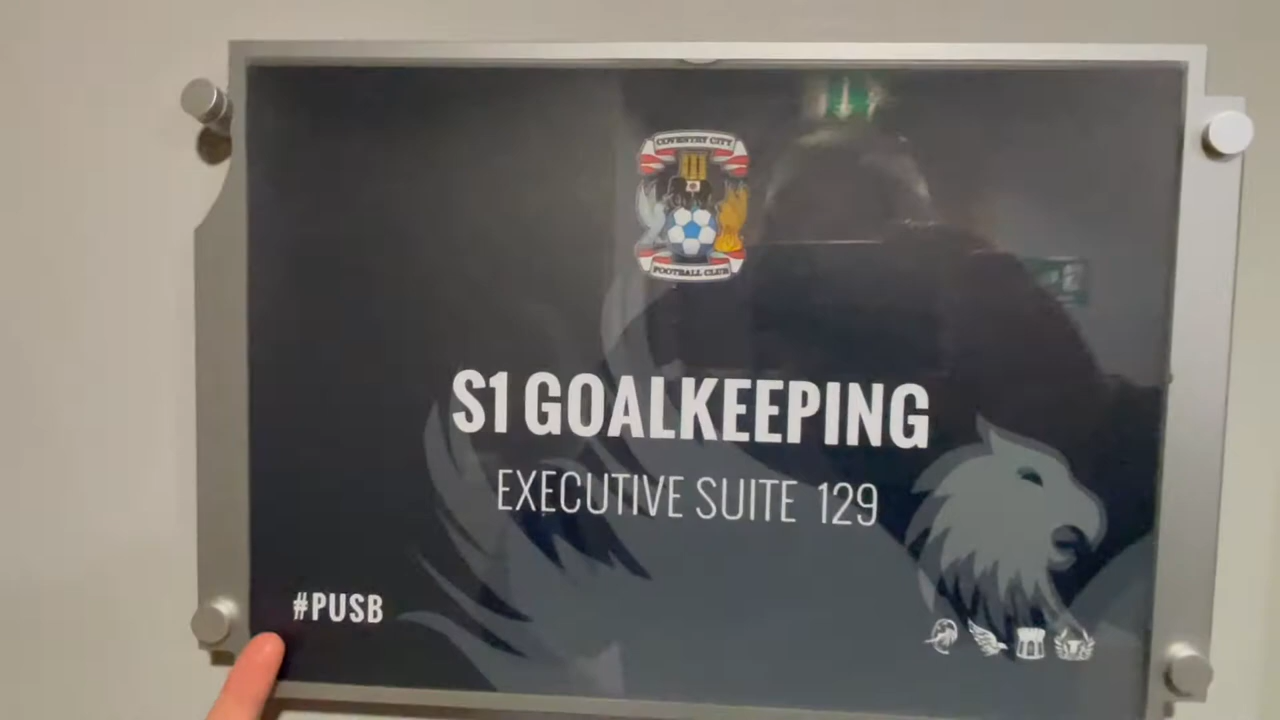 COVENTRY CITY
FOOTBALL CLUB
S1 GOALKEEPING
EXECUTIVE SUITE 129
#PUSB